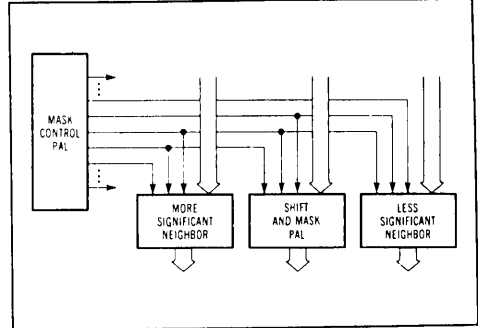 MASK
CONTROL
PAL
MORE
SIGNIFICANT
NEIGHBOR
SHIFT
AND MASK
PAL
LESS
SIGNIFICANT
NEIGHBOR